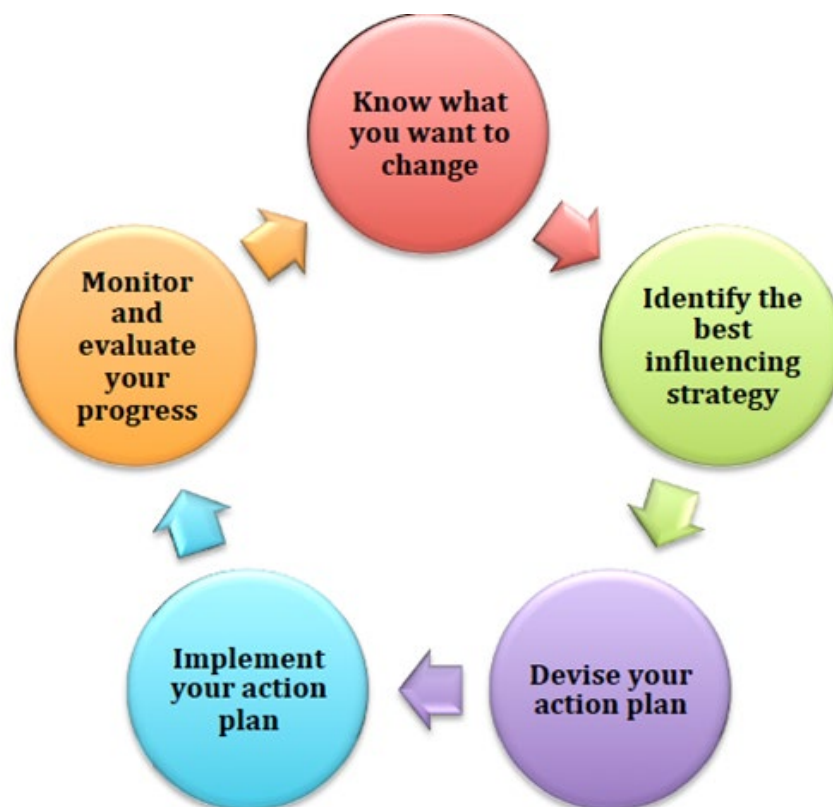 Know what
you want to
change
Identify the
best
influencing
strategy
Devise your
action plan
Implement
your action
plan
Monitor
and
evaluate
your
progress